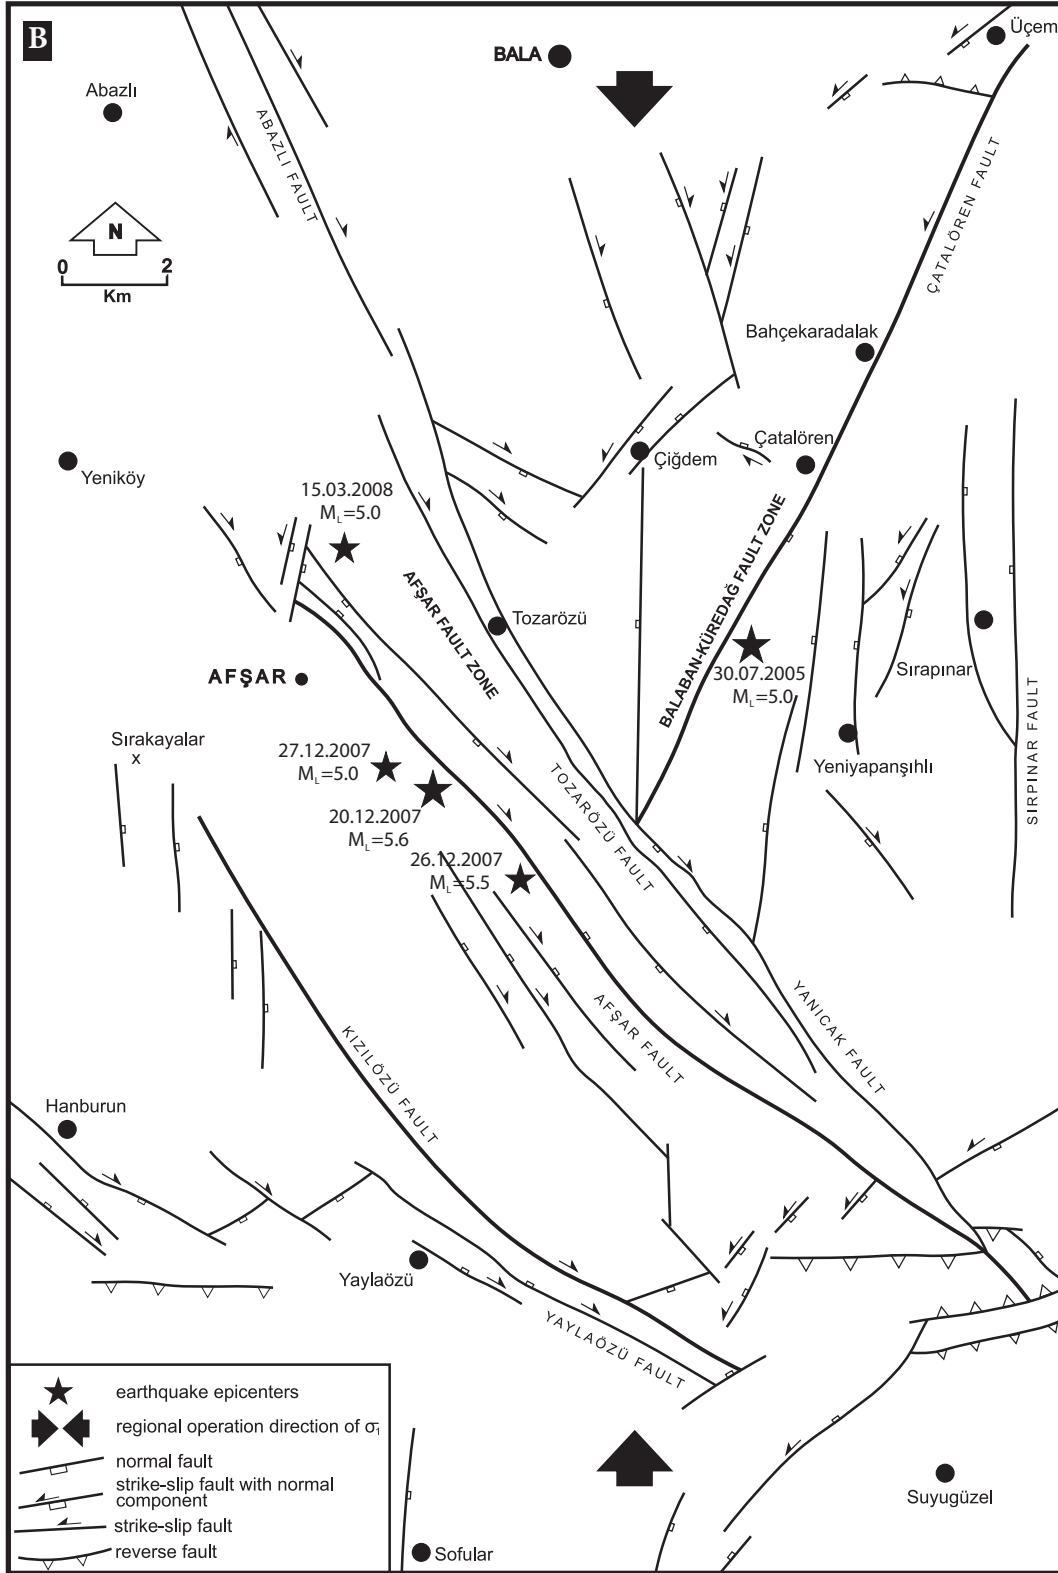 B
BALA
Üçem
Abazlı
ABAZLI FAULT
ÇATALÖREN FAULT
N
0 2
Km
Bahçekaradalak
Çatalören
Çiğdem
Yeniköy
15.03.2008
ML=5.0
AFŞAR FAULT ZONE
BALABAN-KÜREDAĞ FAULT ZONE
Tozarözü
AFŞAR
30.07.2005
ML=5.0
Sırapınar
SIRPINAR FAULT
Sırakayalar
x
27.12.2007
ML=5.0
Yeniyapanşıhlı
20.12.2007
ML=5.6
TOZARÖZÜ FAULT
26.12.2007
ML=5.5
YANICAK FAULT
AFŞAR FAULT
KIZILÖZÜ FAULT
Hanburun
Yaylaözü
YAYLAÖZÜ FAULT
earthquake epicenters
regional operation direction of σ1
normal fault
strike-slip fault with normal
component
strike-slip fault
reverse fault
Suyugüzel
Sofular